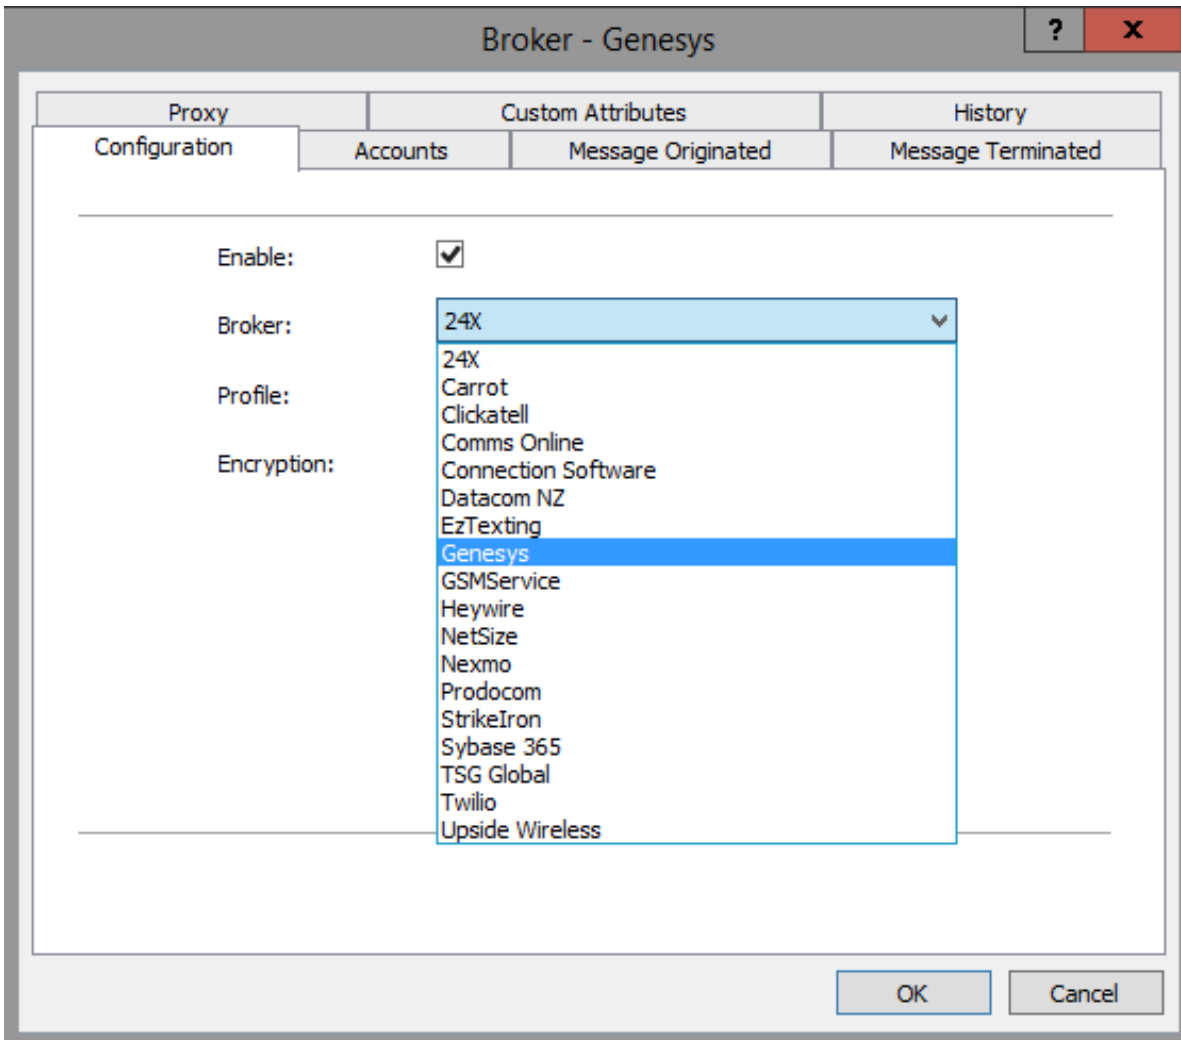 Broker - Genesys
?
X
Proxy
Custom Attributes
History
Configuration
Accounts
Message Originated
Message Terminated
Enable:
Broker:
24X
24X
Carrot
Profile:
Clickatell
Comms Online
Encryption:
Connection Software
Datacom NZ
EzTexting
Genesys
GSMService
Heywire
NetSize
Nexmo
Prodocom
StrikeIron
Sybase 365
TSG Global
Twilio
Upside Wireless
OK
Cancel